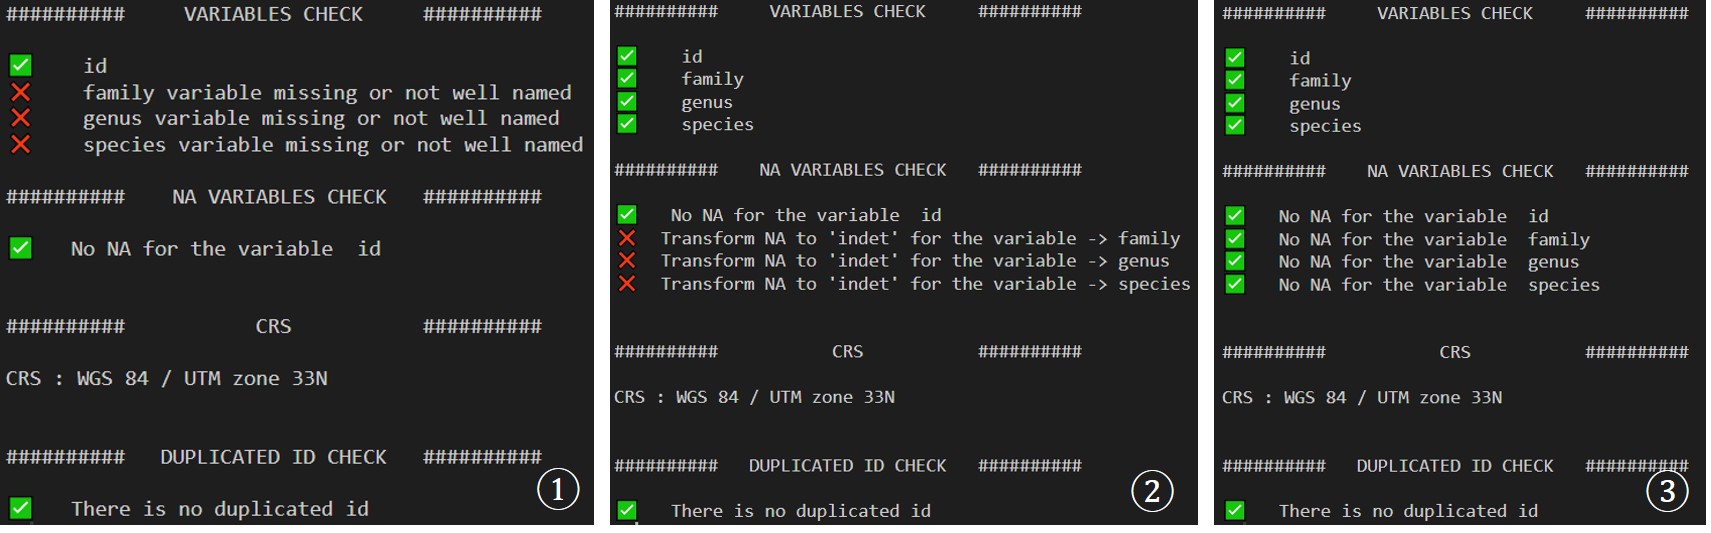 ########## VARIABLES CHECK ##########
✅ id
❌ family variable missing or not well named
❌ genus variable missing or not well named
❌ species variable missing or not well named
########## NA VARIABLES CHECK ##########
✅ No NA for the variable id
########## CRS ##########
CRS : WGS 84 / UTM zone 33N
########## DUPLICATED ID CHECK ##########
✅ There is no duplicated id
①
########## VARIABLES CHECK ##########
✅ id
✅ family
✅ genus
✅ species
########## NA VARIABLES CHECK ##########
✅ No NA for the variable id
❌ Transform NA to 'indet' for the variable -> family
❌ Transform NA to 'indet' for the variable -> genus
❌ Transform NA to 'indet' for the variable -> species
########## CRS ##########
CRS : WGS 84 / UTM zone 33N
########## DUPLICATED ID CHECK ##########
✅ There is no duplicated id
②
########## VARIABLES CHECK ##########
✅ id
✅ family
✅ genus
✅ species
########## NA VARIABLES CHECK ##########
✅ No NA for the variable id
✅ No NA for the variable family
✅ No NA for the variable genus
✅ No NA for the variable species
########## CRS ##########
CRS : WGS 84 / UTM zone 33N
########## DUPLICATED ID CHECK ##########
✅ There is no duplicated id
③